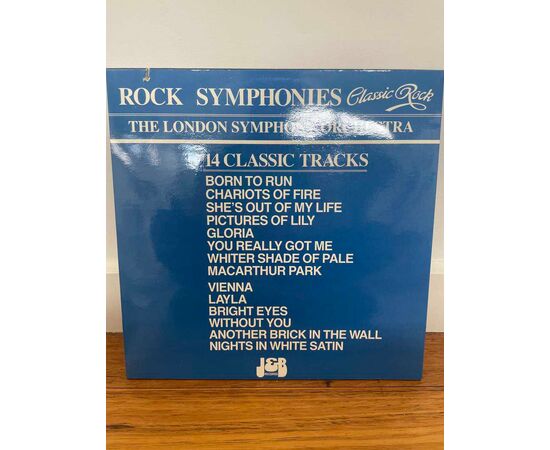 ROCK SYMPHONIES Classic Rock
THE LONDON SYMPHONY ORCHESTRA
14 CLASSIC TRACKS
BORN TO RUN
CHARIOTS OF FIRE
SHE'S OUT OF MY LIFE
PICTURES OF LILY
GLORIA
YOU REALLY GOT ME
WHITER SHADE OF PALE
MACARTHUR PARK
VIENNA
LAYLA
BRIGHT EYES
WITHOUT YOU
ANOTHER BRICK IN THE WALL
NIGHTS IN WHITE SATIN
J&B